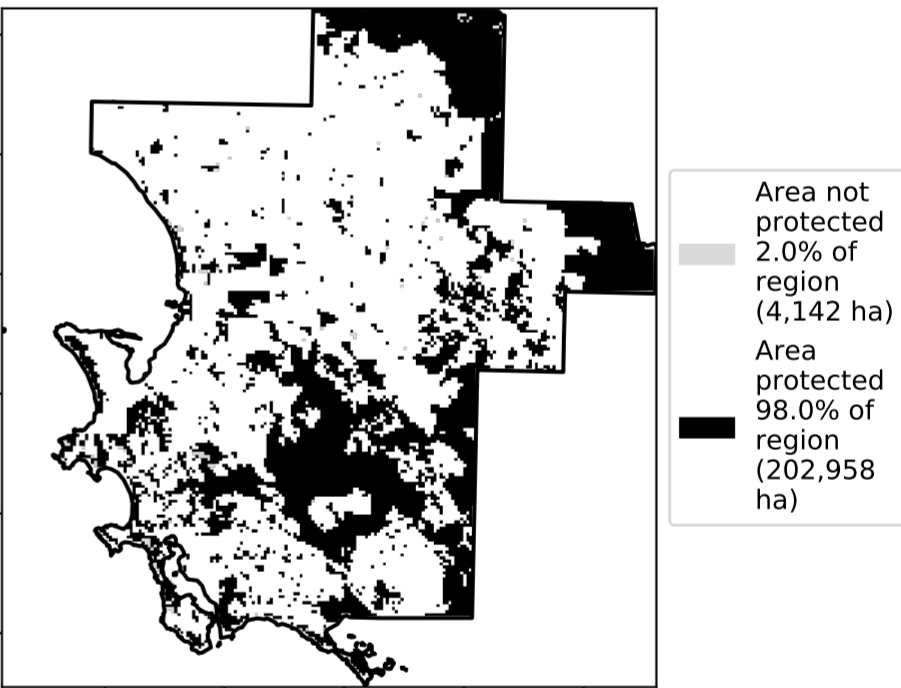 Area not
protected
2.0% of
region
(4,142 ha)
Area
protected
98.0% of
region
(202,958
ha)